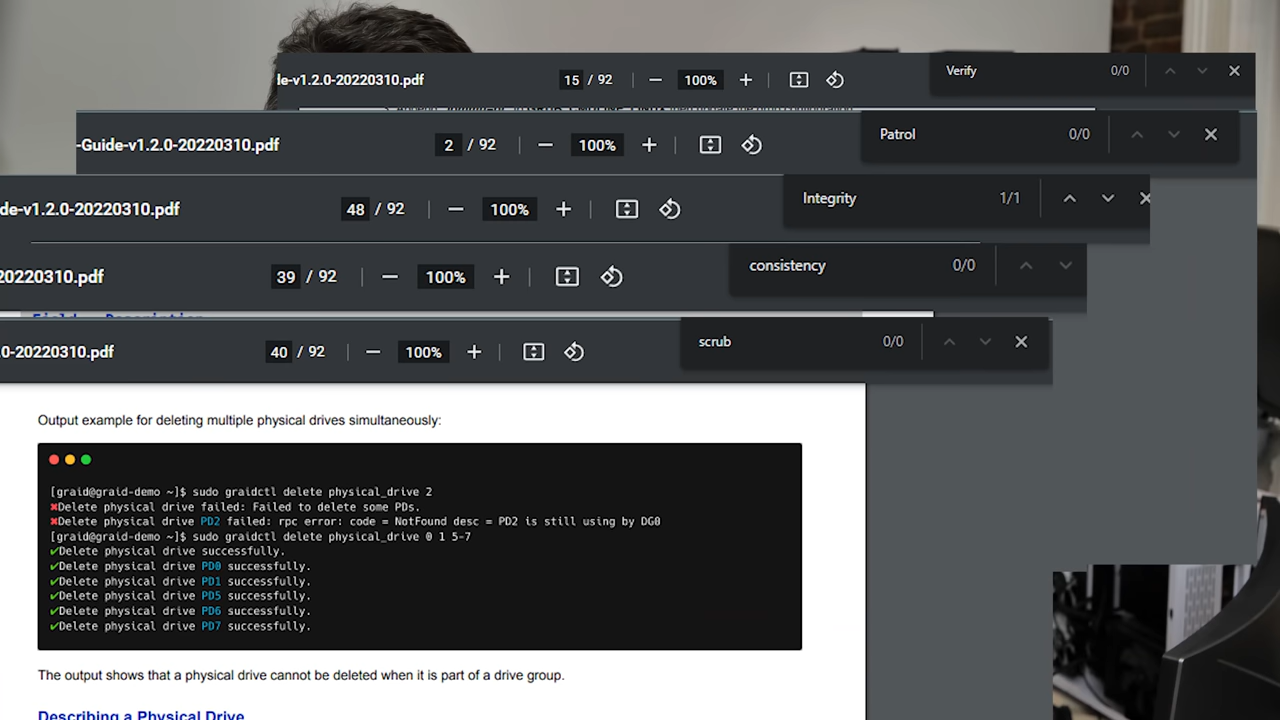 le-v1.2.0-20220310.pdf 15 / 92 100% Verify 0/0
-Guide-v1.2.0-20220310.pdf 2 / 92 100% Patrol 0/0
de-v1.2.0-20220310.pdf 48 / 92 100% Integrity 1/1
20220310.pdf 39 / 92 100% consistency 0/0
Field Description
.0-20220310.pdf 40 / 92 100% scrub 0/0
Output example for deleting multiple physical drives simultaneously:
[graid@graid-demo ~]$ sudo graidctl delete physical_drive 2
✖Delete physical drive failed: Failed to delete some PDs.
✖Delete physical drive PD2 failed: rpc error: code = NotFound desc = PD2 is still using by DG0
[graid@graid-demo ~]$ sudo graidctl delete physical_drive 0 1 5-7
✔Delete physical drive successfully.
✔Delete physical drive PD0 successfully.
✔Delete physical drive PD1 successfully.
✔Delete physical drive PD5 successfully.
✔Delete physical drive PD6 successfully.
✔Delete physical drive PD7 successfully.
The output shows that a physical drive cannot be deleted when it is part of a drive group.
Describing a Physical Drive